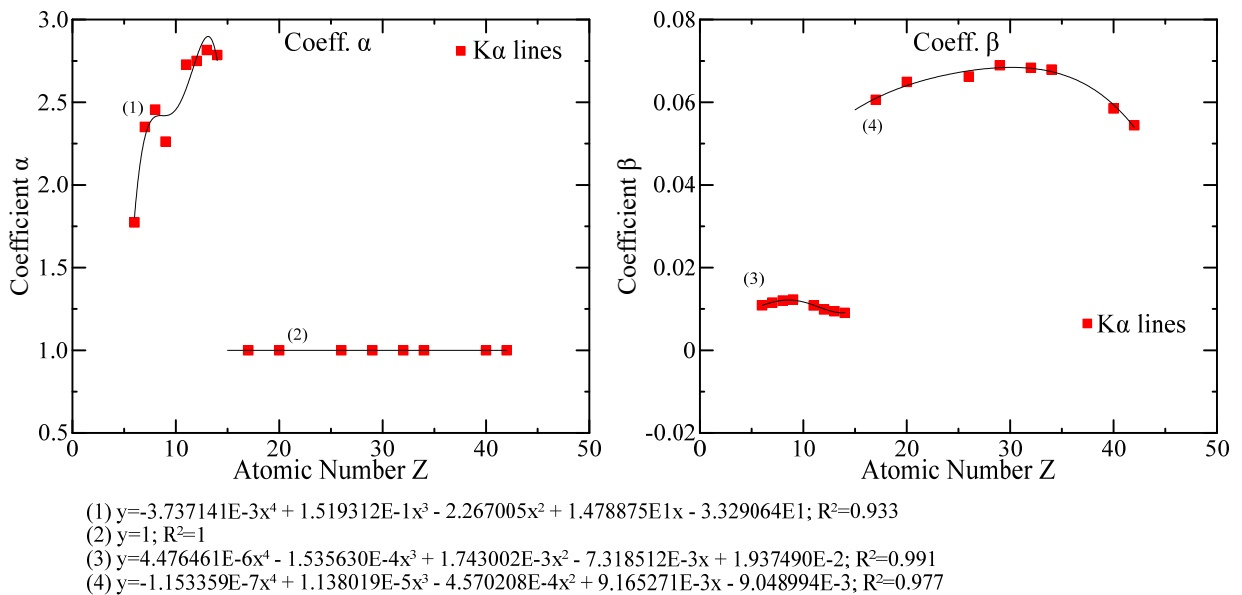 3.0
2.5
2.0
1.5
1.0
0.5
Coefficient α
Coeff. α
Kα lines
(1)
(2)
0 10 20 30 40 50
Atomic Number Z
0.08
0.06
0.04
0.02
0
-0.02
Coefficient β
Coeff. β
(4)
(3)
Kα lines
0 10 20 30 40 50
Atomic Number Z
(1) y=-3.737141E-3x⁴ + 1.519312E-1x³ - 2.267005x² + 1.478875E1x - 3.329064E1; R²=0.933
(2) y=1; R²=1
(3) y=4.476461E-6x⁴ - 1.535630E-4x³ + 1.743002E-3x² - 7.318512E-3x + 1.937490E-2; R²=0.991
(4) y=-1.153359E-7x⁴ + 1.138019E-5x³ - 4.570208E-4x² + 9.165271E-3x - 9.048994E-3; R²=0.977